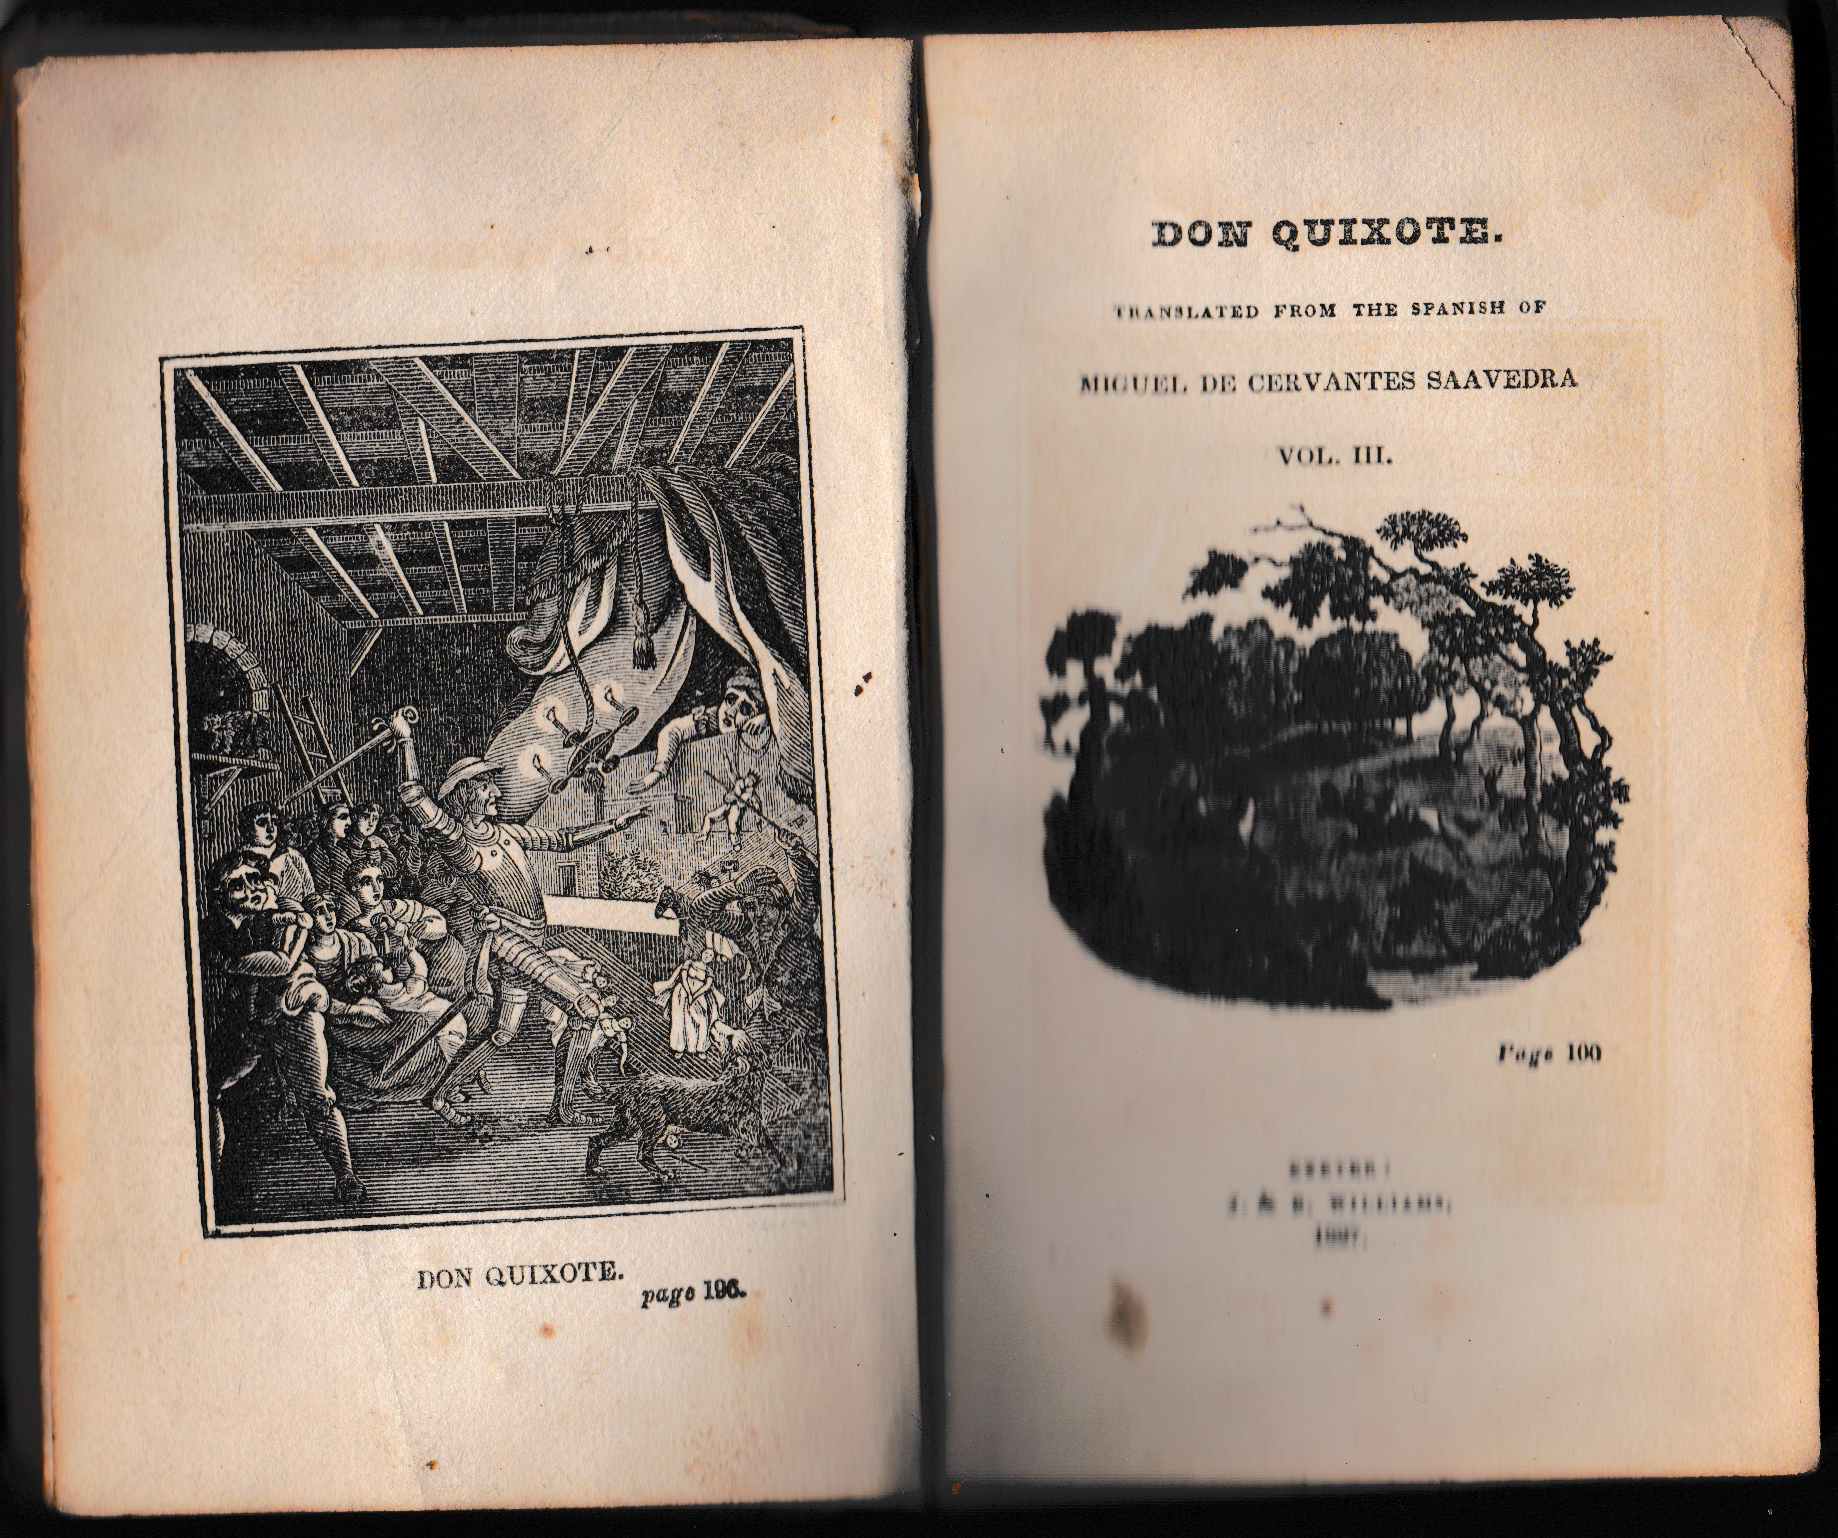 DON QUIXOTE.
page 196.
DON QUIXOTE.
TRANSLATED FROM THE SPANISH OF
MIGUEL DE CERVANTES SAAVEDRA
VOL. III.
Page 100
EXETER:
J. & B. WILLIAMS,